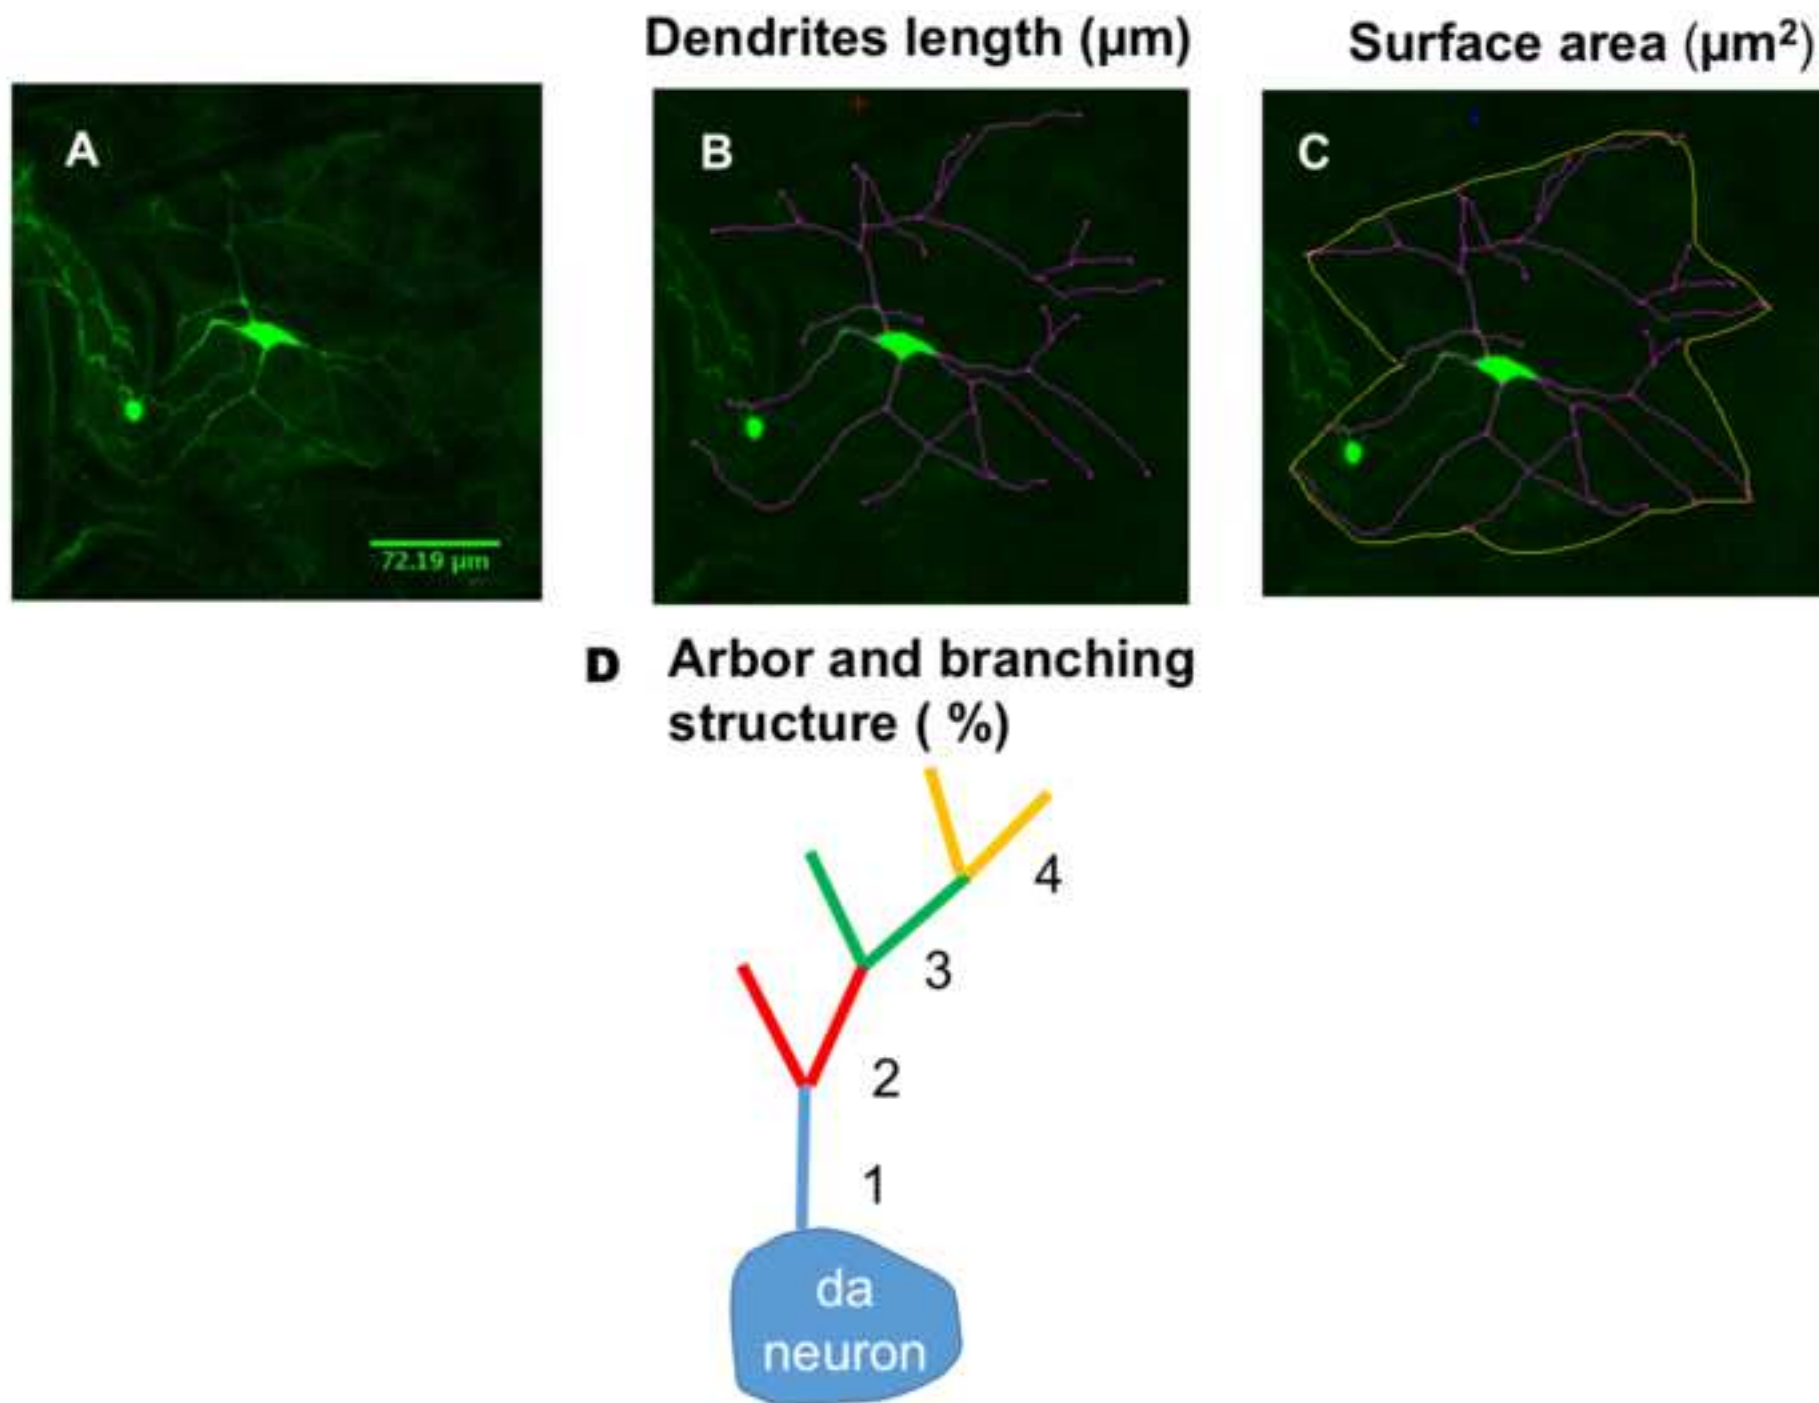 Dendrites length (µm)
Surface area (µm²)
A
B
C
72.19 µm
D Arbor and branching
structure ( %)
4
3
2
1
da
neuron